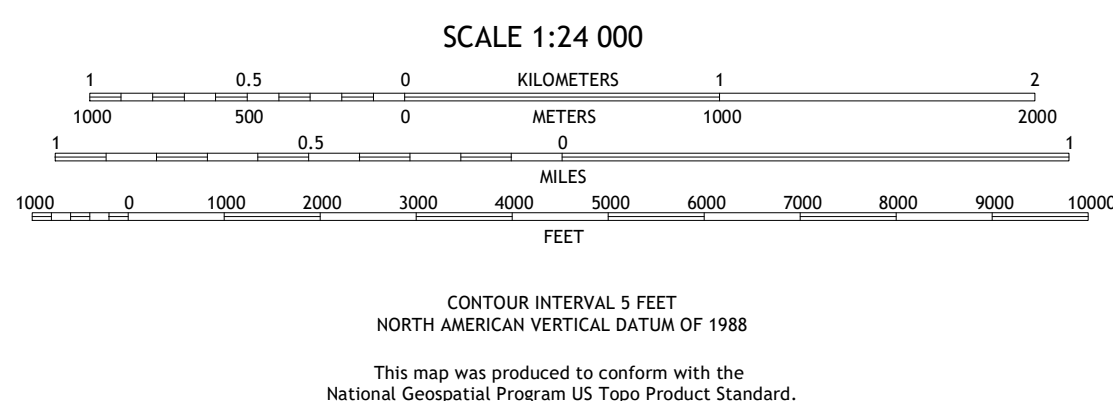 SCALE 1:24 000
1 0.5 0 KILOMETERS 1 2
1000 500 0 METERS 1000 2000
1 0.5 0 1
MILES
1000 0 1000 2000 3000 4000 5000 6000 7000 8000 9000 10000
FEET
CONTOUR INTERVAL 5 FEET
NORTH AMERICAN VERTICAL DATUM OF 1988
This map was produced to conform with the
National Geospatial Program US Topo Product Standard.